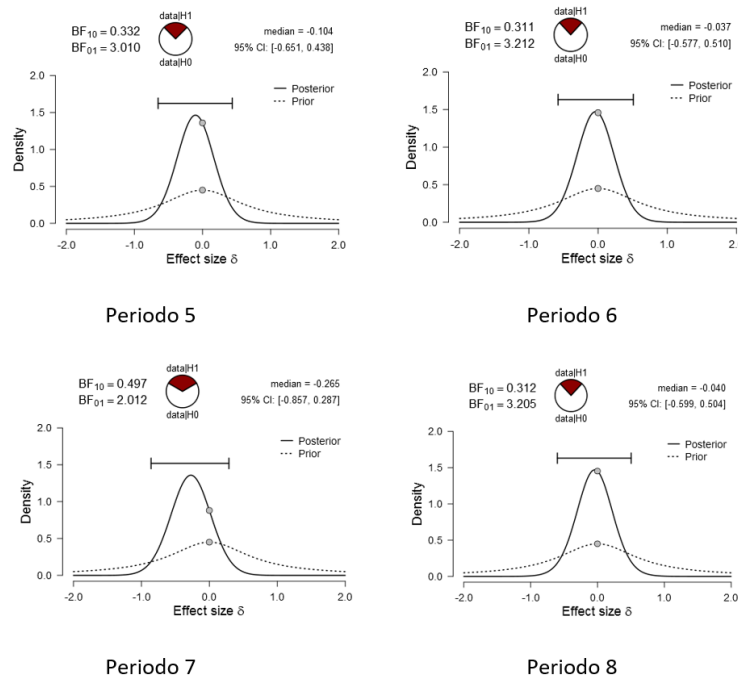 data|H1
BF10 = 0.332
BF01 = 3.010
data|H0
median = -0.104
95% CI: [-0.651, 0.438]
Posterior
Prior
Density
2.0
1.5
1.0
0.5
0.0
-2.0 -1.0 0.0 1.0 2.0
Effect size δ
Periodo 5
data|H1
BF10 = 0.311
BF01 = 3.212
data|H0
median = -0.037
95% CI: [-0.577, 0.510]
Posterior
Prior
Density
2.0
1.5
1.0
0.5
0.0
-2.0 -1.0 0.0 1.0 2.
Effect size δ
Periodo 6
data|H1
BF10 = 0.497
BF01 = 2.012
data|H0
median = -0.265
95% CI: [-0.857, 0.287]
Posterior
Prior
Density
2.0
1.5
1.0
0.5
0.0
-2.0 -1.0 0.0 1.0 2.0
Effect size δ
Periodo 7
data|H1
BF10 = 0.312
BF01 = 3.205
data|H0
median = -0.040
95% CI: [-0.599, 0.504]
Posterior
Prior
Density
2.0
1.5
1.0
0.5
0.0
-2.0 -1.0 0.0 1.0 2.0
Effect size δ
Periodo 8